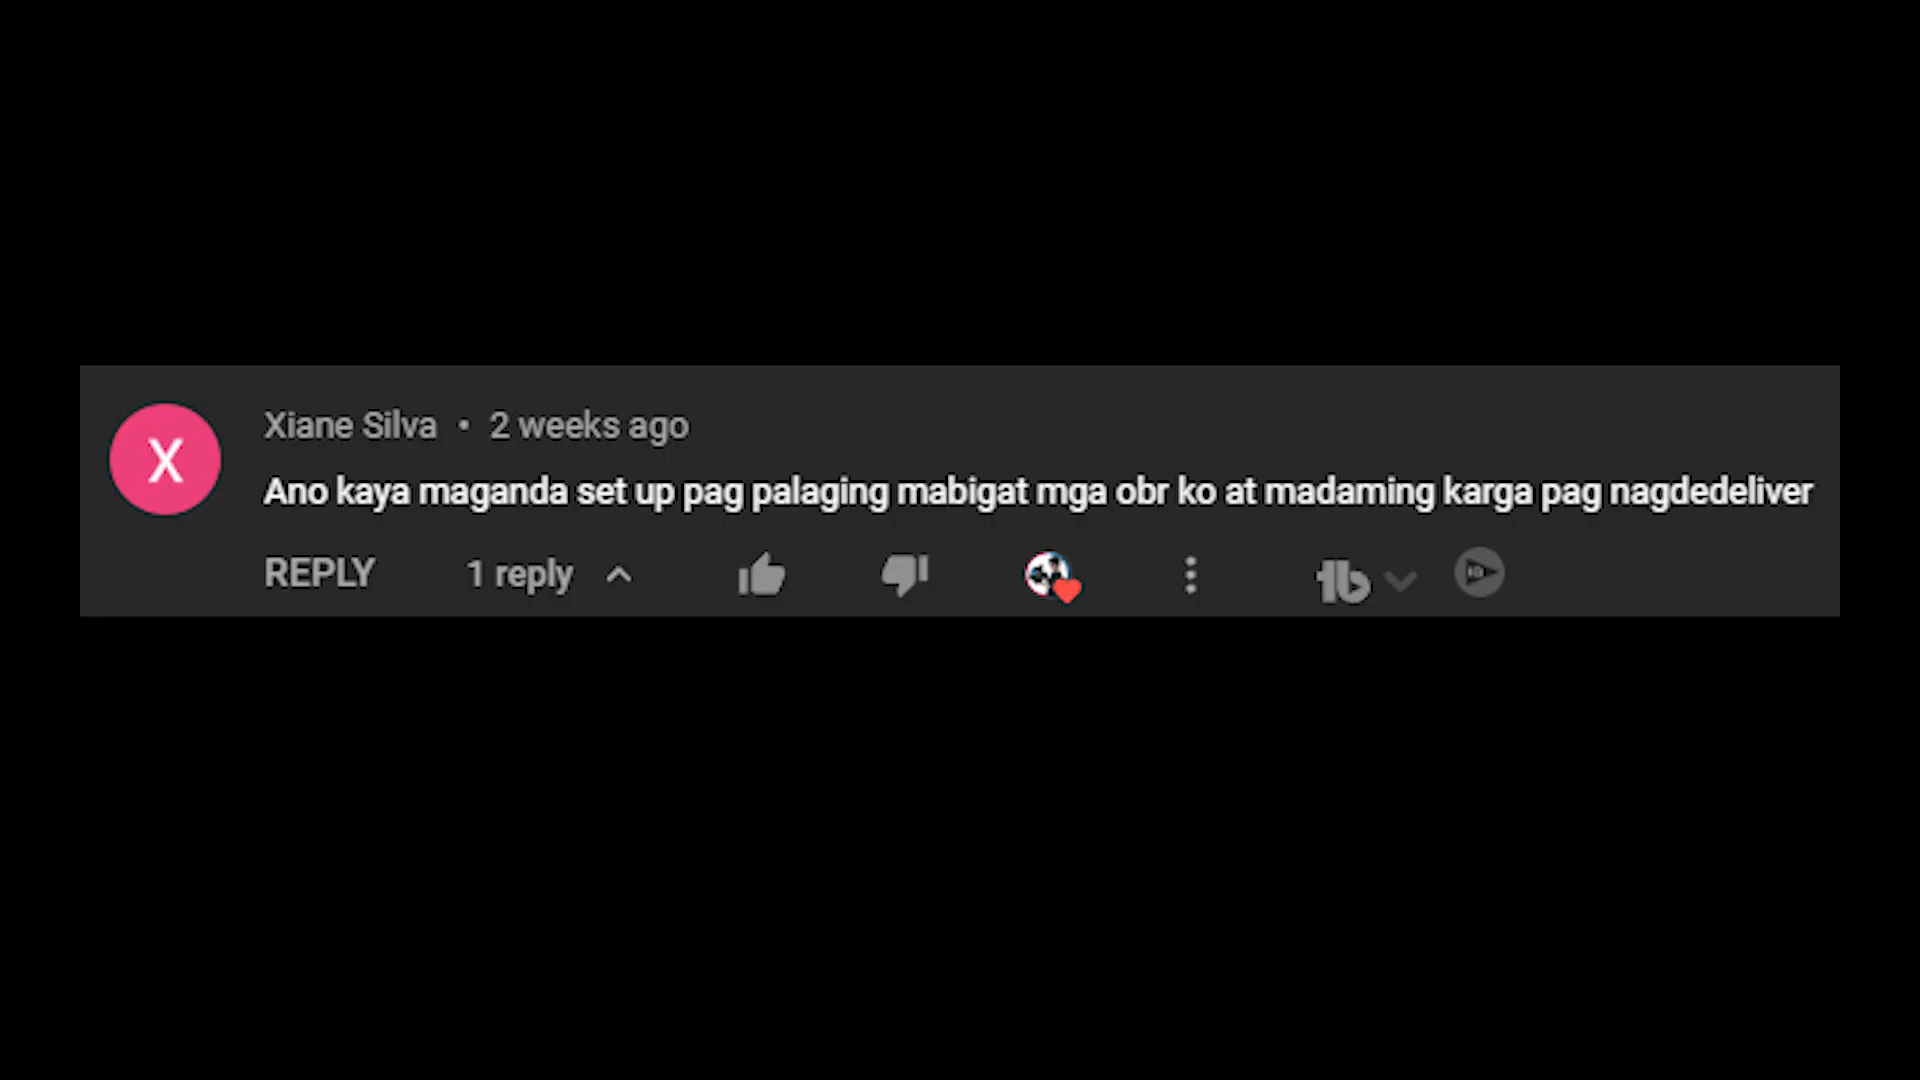 X
Xiane Silva • 2 weeks ago
Ano kaya maganda set up pag palaging mabigat mga obr ko at madaming karga pag nagdedeliver
REPLY 1 reply